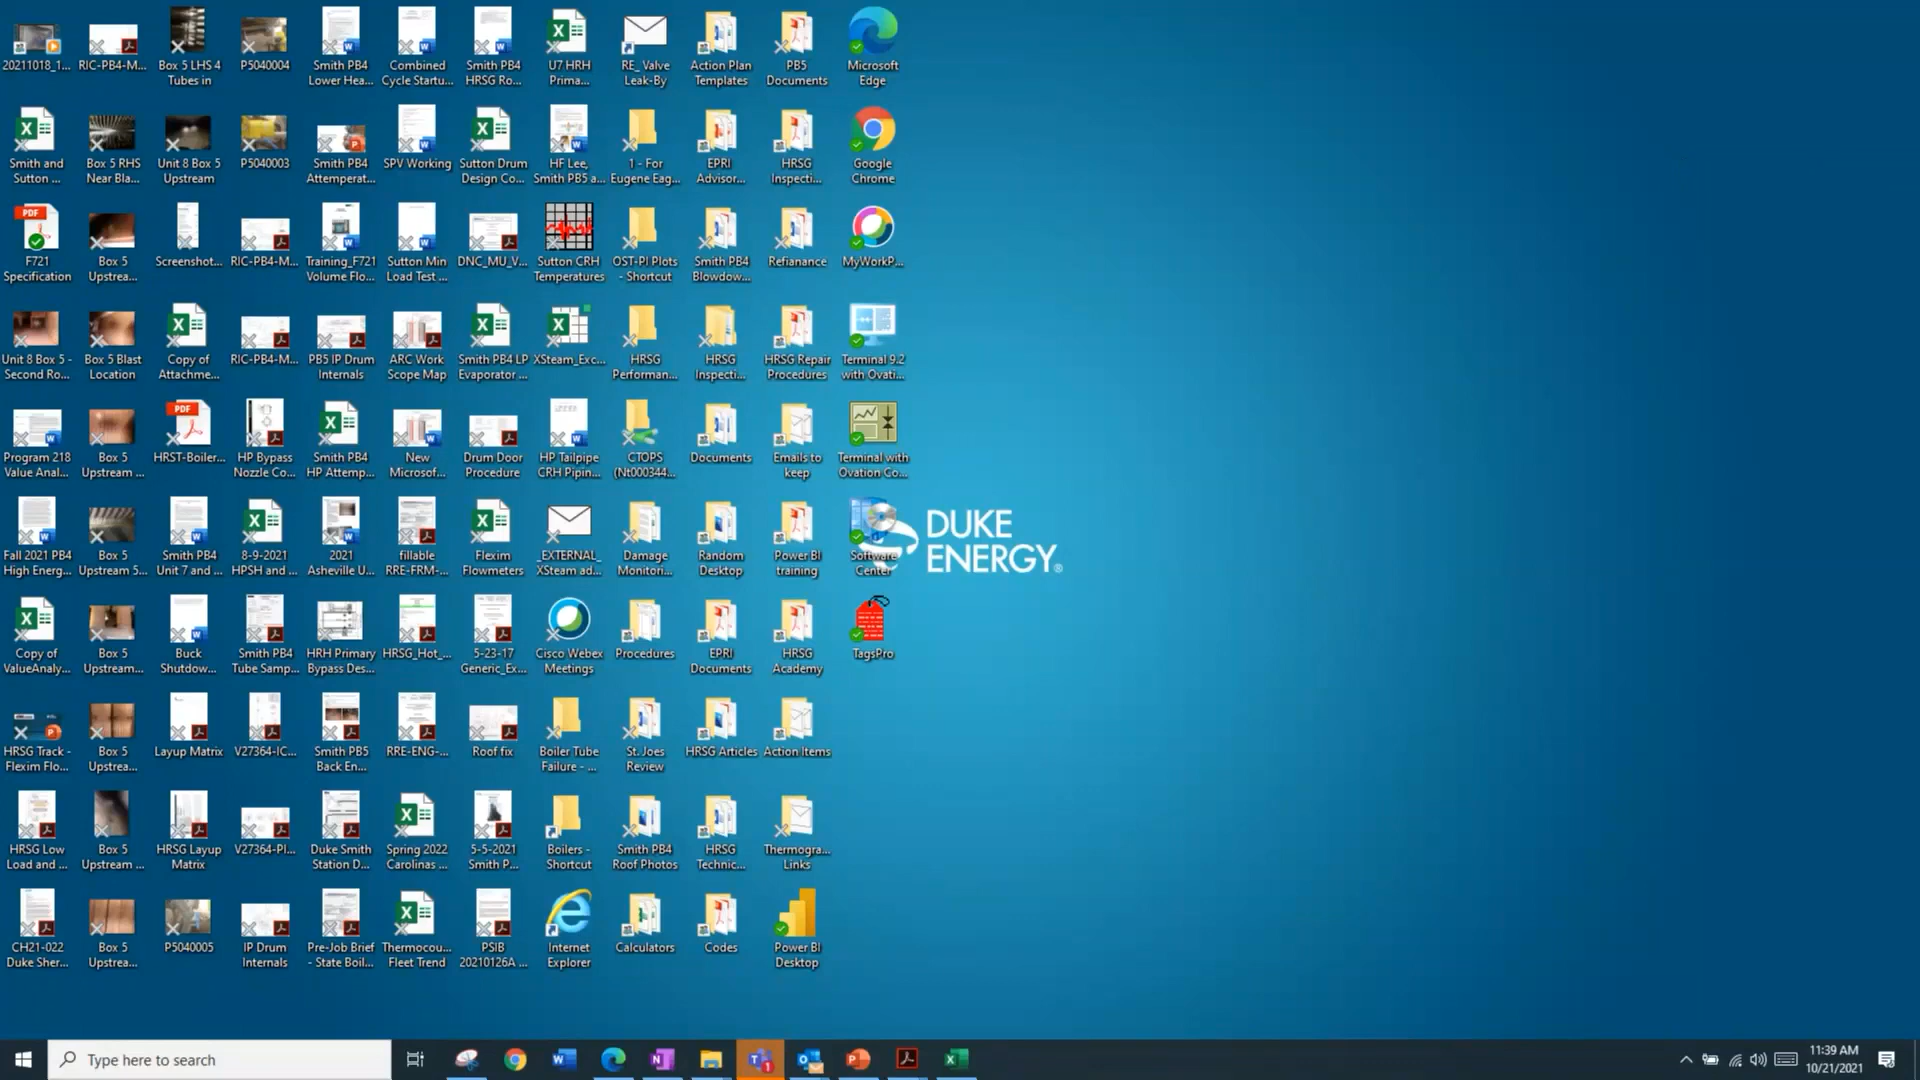 20211018_1...
RIC-PB4-M...
Box 5 LHS 4
Tubes in
P5040004
Smith PB4
Lower Hea...
Combined
Cycle Startu...
Smith PB4
HRSG Ro...
U7 HRH
Prima...
RE_ Valve
Leak-By
Action Plan
Templates
PB5
Documents
Microsoft
Edge
Smith and
Sutton ...
Box 5 RHS
Near Bla...
Unit 8 Box 5
Upstream
P5040003
Smith PB4
Attemperat...
SPV Working
Sutton Drum
Design Co...
HF Lee,
Smith PB5 a...
1 - For
Eugene Eag...
EPRI
Advisor...
HRSG
Inspecti...
Google
Chrome
F721
Specification
Box 5
Upstrea...
Screenshot...
RIC-PB4-M...
Training_F721
Volume Flo...
Sutton Min
Load Test ...
DNC_MU_V...
Sutton CRH
Temperatures
OST-PI Plots
- Shortcut
Smith PB4
Blowdow...
Refinance
MyWorkP...
Unit 8 Box 5 -
Second Ro...
Box 5 Blast
Location
Copy of
Attachme...
RIC-PB4-M...
PB5 IP Drum
Internals
ARC Work
Scope Map
Smith PB4 LP
Evaporator ...
XSteam_Exc...
HRSG
Performan...
HRSG
Inspecti...
HRSG Repair
Procedures
Terminal 9.2
with Ovati...
Program 218
Value Anal...
Box 5
Upstream ...
HRST-Boiler...
HP Bypass
Nozzle Co...
Smith PB4
HP Attemp...
New
Microsof...
Drum Door
Procedure
HP Tailpipe
CRH Pipin...
CTOPS
(Nt000344...
Documents
Emails to
keep
Terminal with
Ovation Co...
Fall 2021 PB4
High Energ...
Box 5
Upstream 5...
Smith PB4
Unit 7 and ...
8-9-2021
HPSH and ...
2021
Asheville U...
fillable
RRE-FRM-...
Flexim
Flowmeters
_EXTERNAL_
XSteam ad...
Damage
Monitori...
Random
Desktop
Power BI
training
Software
Center
DUKE
ENERGY®
Copy of
ValueAnaly...
Box 5
Upstream...
Buck
Shutdow...
Smith PB4
Tube Samp...
HRH Primary
Bypass Des...
HRSG_Hot_...
5-23-17
Generic_Ex...
Cisco Webex
Meetings
Procedures
EPRI
Documents
HRSG
Academy
TagsPro
HRSG Track -
Flexim Flo...
Box 5
Upstrea...
Layup Matrix
V27364-IC...
Smith PB5
Back En...
RRE-ENG-...
Roof fix
Boiler Tube
Failure - ...
St. Joes
Review
HRSG Articles
Action Items
HRSG Low
Load and ...
Box 5
Upstream ...
HRSG Layup
Matrix
V27364-PI...
Duke Smith
Station D...
Spring 2022
Carolinas ...
5-5-2021
Smith P...
Boilers -
Shortcut
Smith PB4
Roof Photos
HRSG
Technic...
Thermogra...
Links
CH21-022
Duke Sher...
Box 5
Upstrea...
P5040005
IP Drum
Internals
Pre-Job Brief
- State Boil...
Thermocou...
Fleet Trend
PSIB
20210126A ...
Internet
Explorer
Calculators
Codes
Power BI
Desktop
Type here to search
11:39 AM
10/21/2021